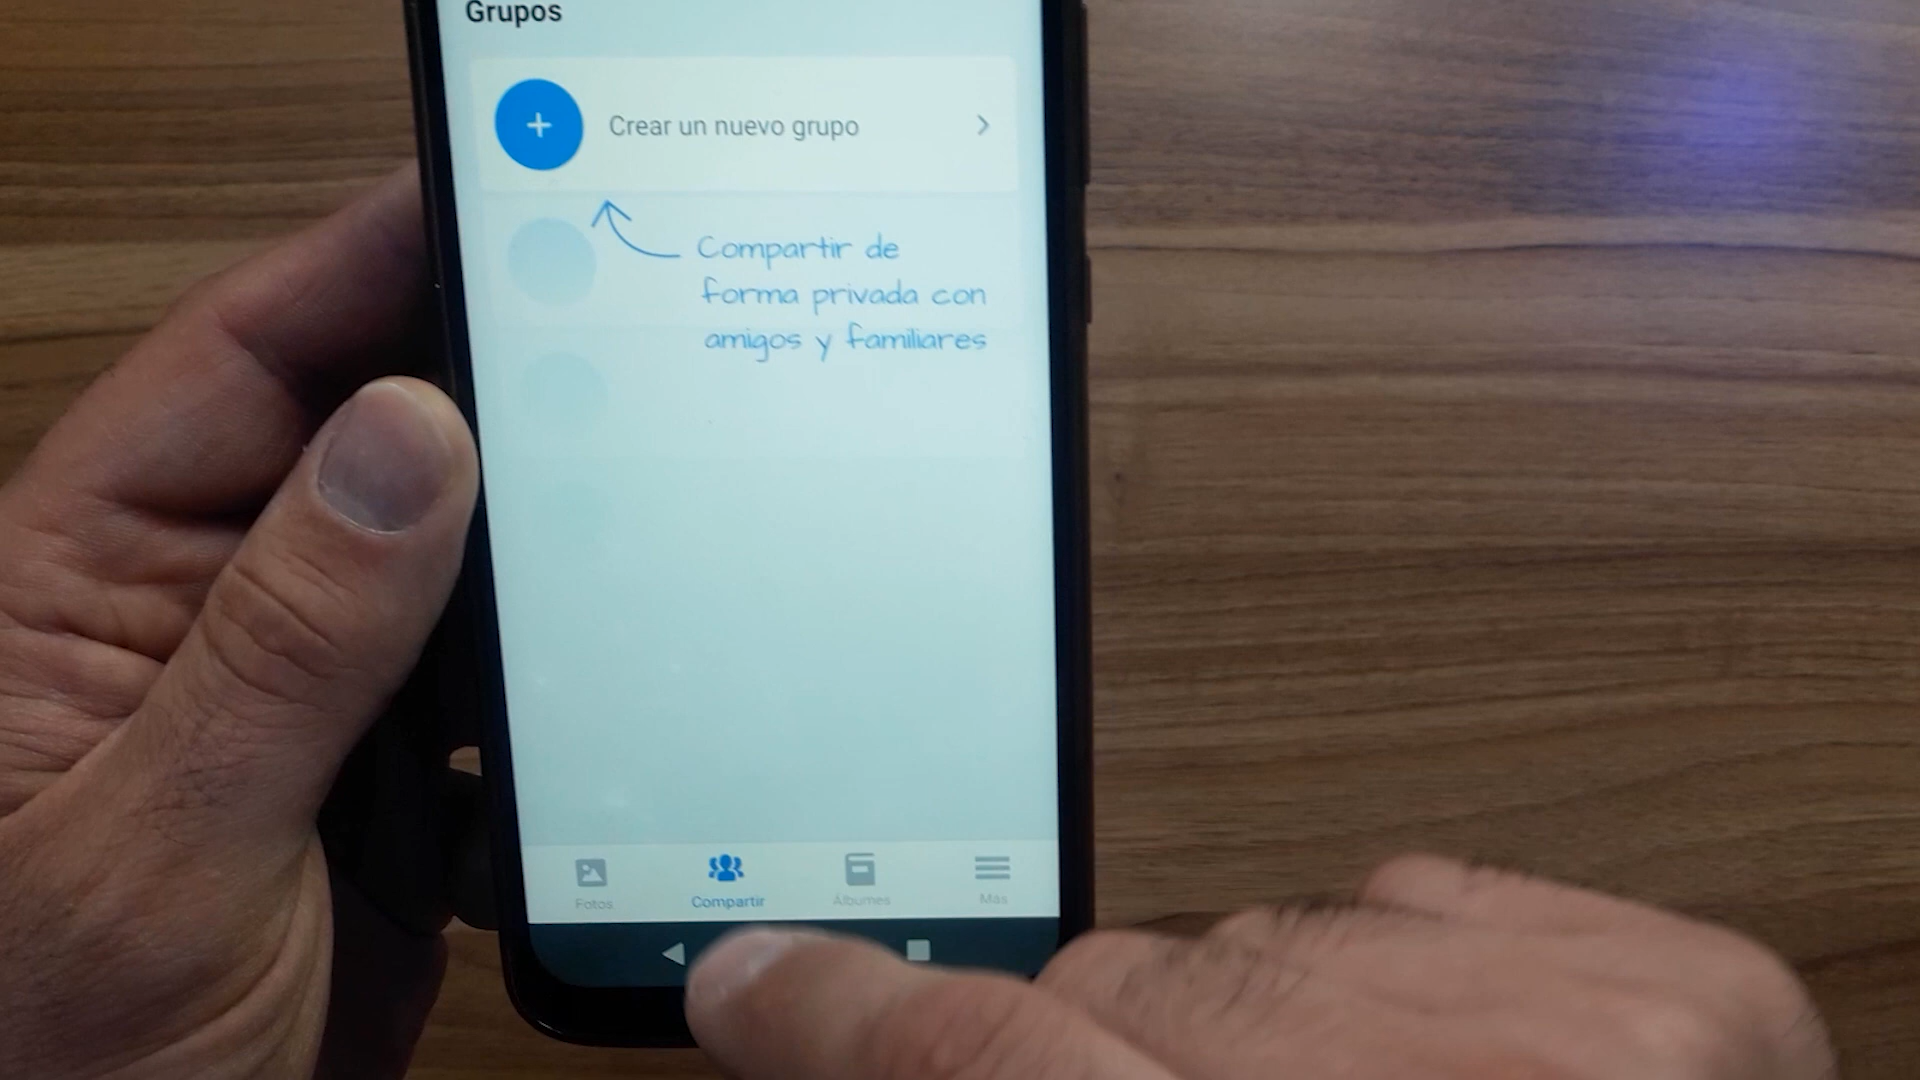 Grupos
Crear un nuevo grupo
Compartir de
forma privada con
amigos y familiares
Fotos
Compartir
Álbumes
Más